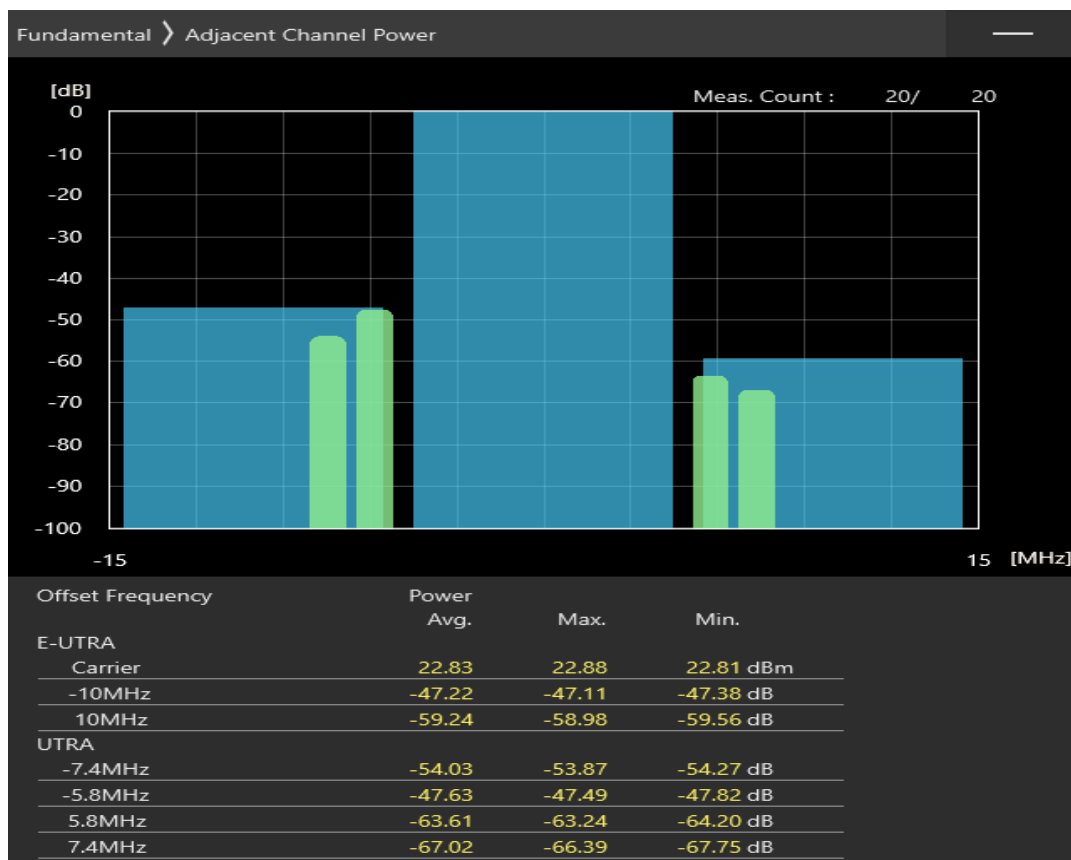 Fundamental ❯ Adjacent Channel Power
[dB]
Meas. Count : 20/ 20
0
-10
-20
-30
-40
-50
-60
-70
-80
-90
-100
-15 15 [MHz]
Offset Frequency Power
Avg. Max. Min.
E-UTRA
Carrier 22.83 22.88 22.81 dBm
-10MHz -47.22 -47.11 -47.38 dB
10MHz -59.24 -58.98 -59.56 dB
UTRA
-7.4MHz -54.03 -53.87 -54.27 dB
-5.8MHz -47.63 -47.49 -47.82 dB
5.8MHz -63.61 -63.24 -64.20 dB
7.4MHz -67.02 -66.39 -67.75 dB